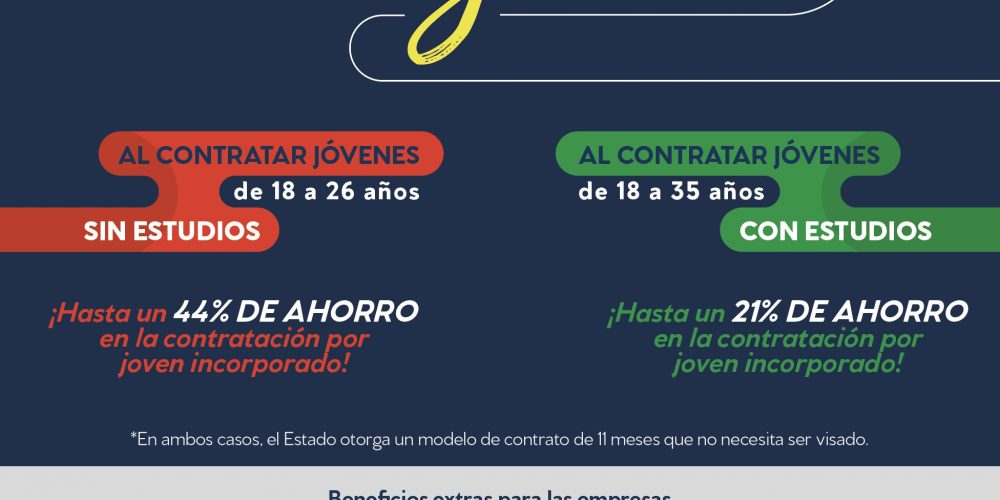 AL CONTRATAR JÓVENES
de 18 a 26 años
SIN ESTUDIOS
¡Hasta un 44% DE AHORRO
en la contratación por
joven incorporado!
AL CONTRATAR JÓVENES
de 18 a 35 años
CON ESTUDIOS
¡Hasta un 21% DE AHORRO
en la contratación por
joven incorporado!
*En ambos casos, el Estado otorga un modelo de contrato de 11 meses que no necesita ser visado.
Beneficios extras para las empresas